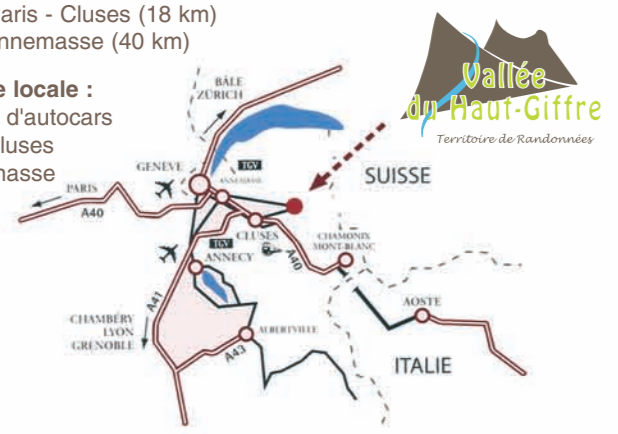 aris - Cluses (18 km)
nnemasse (40 km)
e locale :
d'autocars
luses
masse
Vallée
du Haut-Giffre
Territoire de Randonnées
BÂLE
ZÜRICH
GENÈVE
TGV
ANNEMASSE
SUISSE
PARIS
A40
CLUSES
TGV
ANNECY
A40
CHAMONIX
MONT-BLANC
A41
AOSTE
CHAMBÉRY
LYON
GRENOBLE
ALBERTVILLE
A43
ITALIE